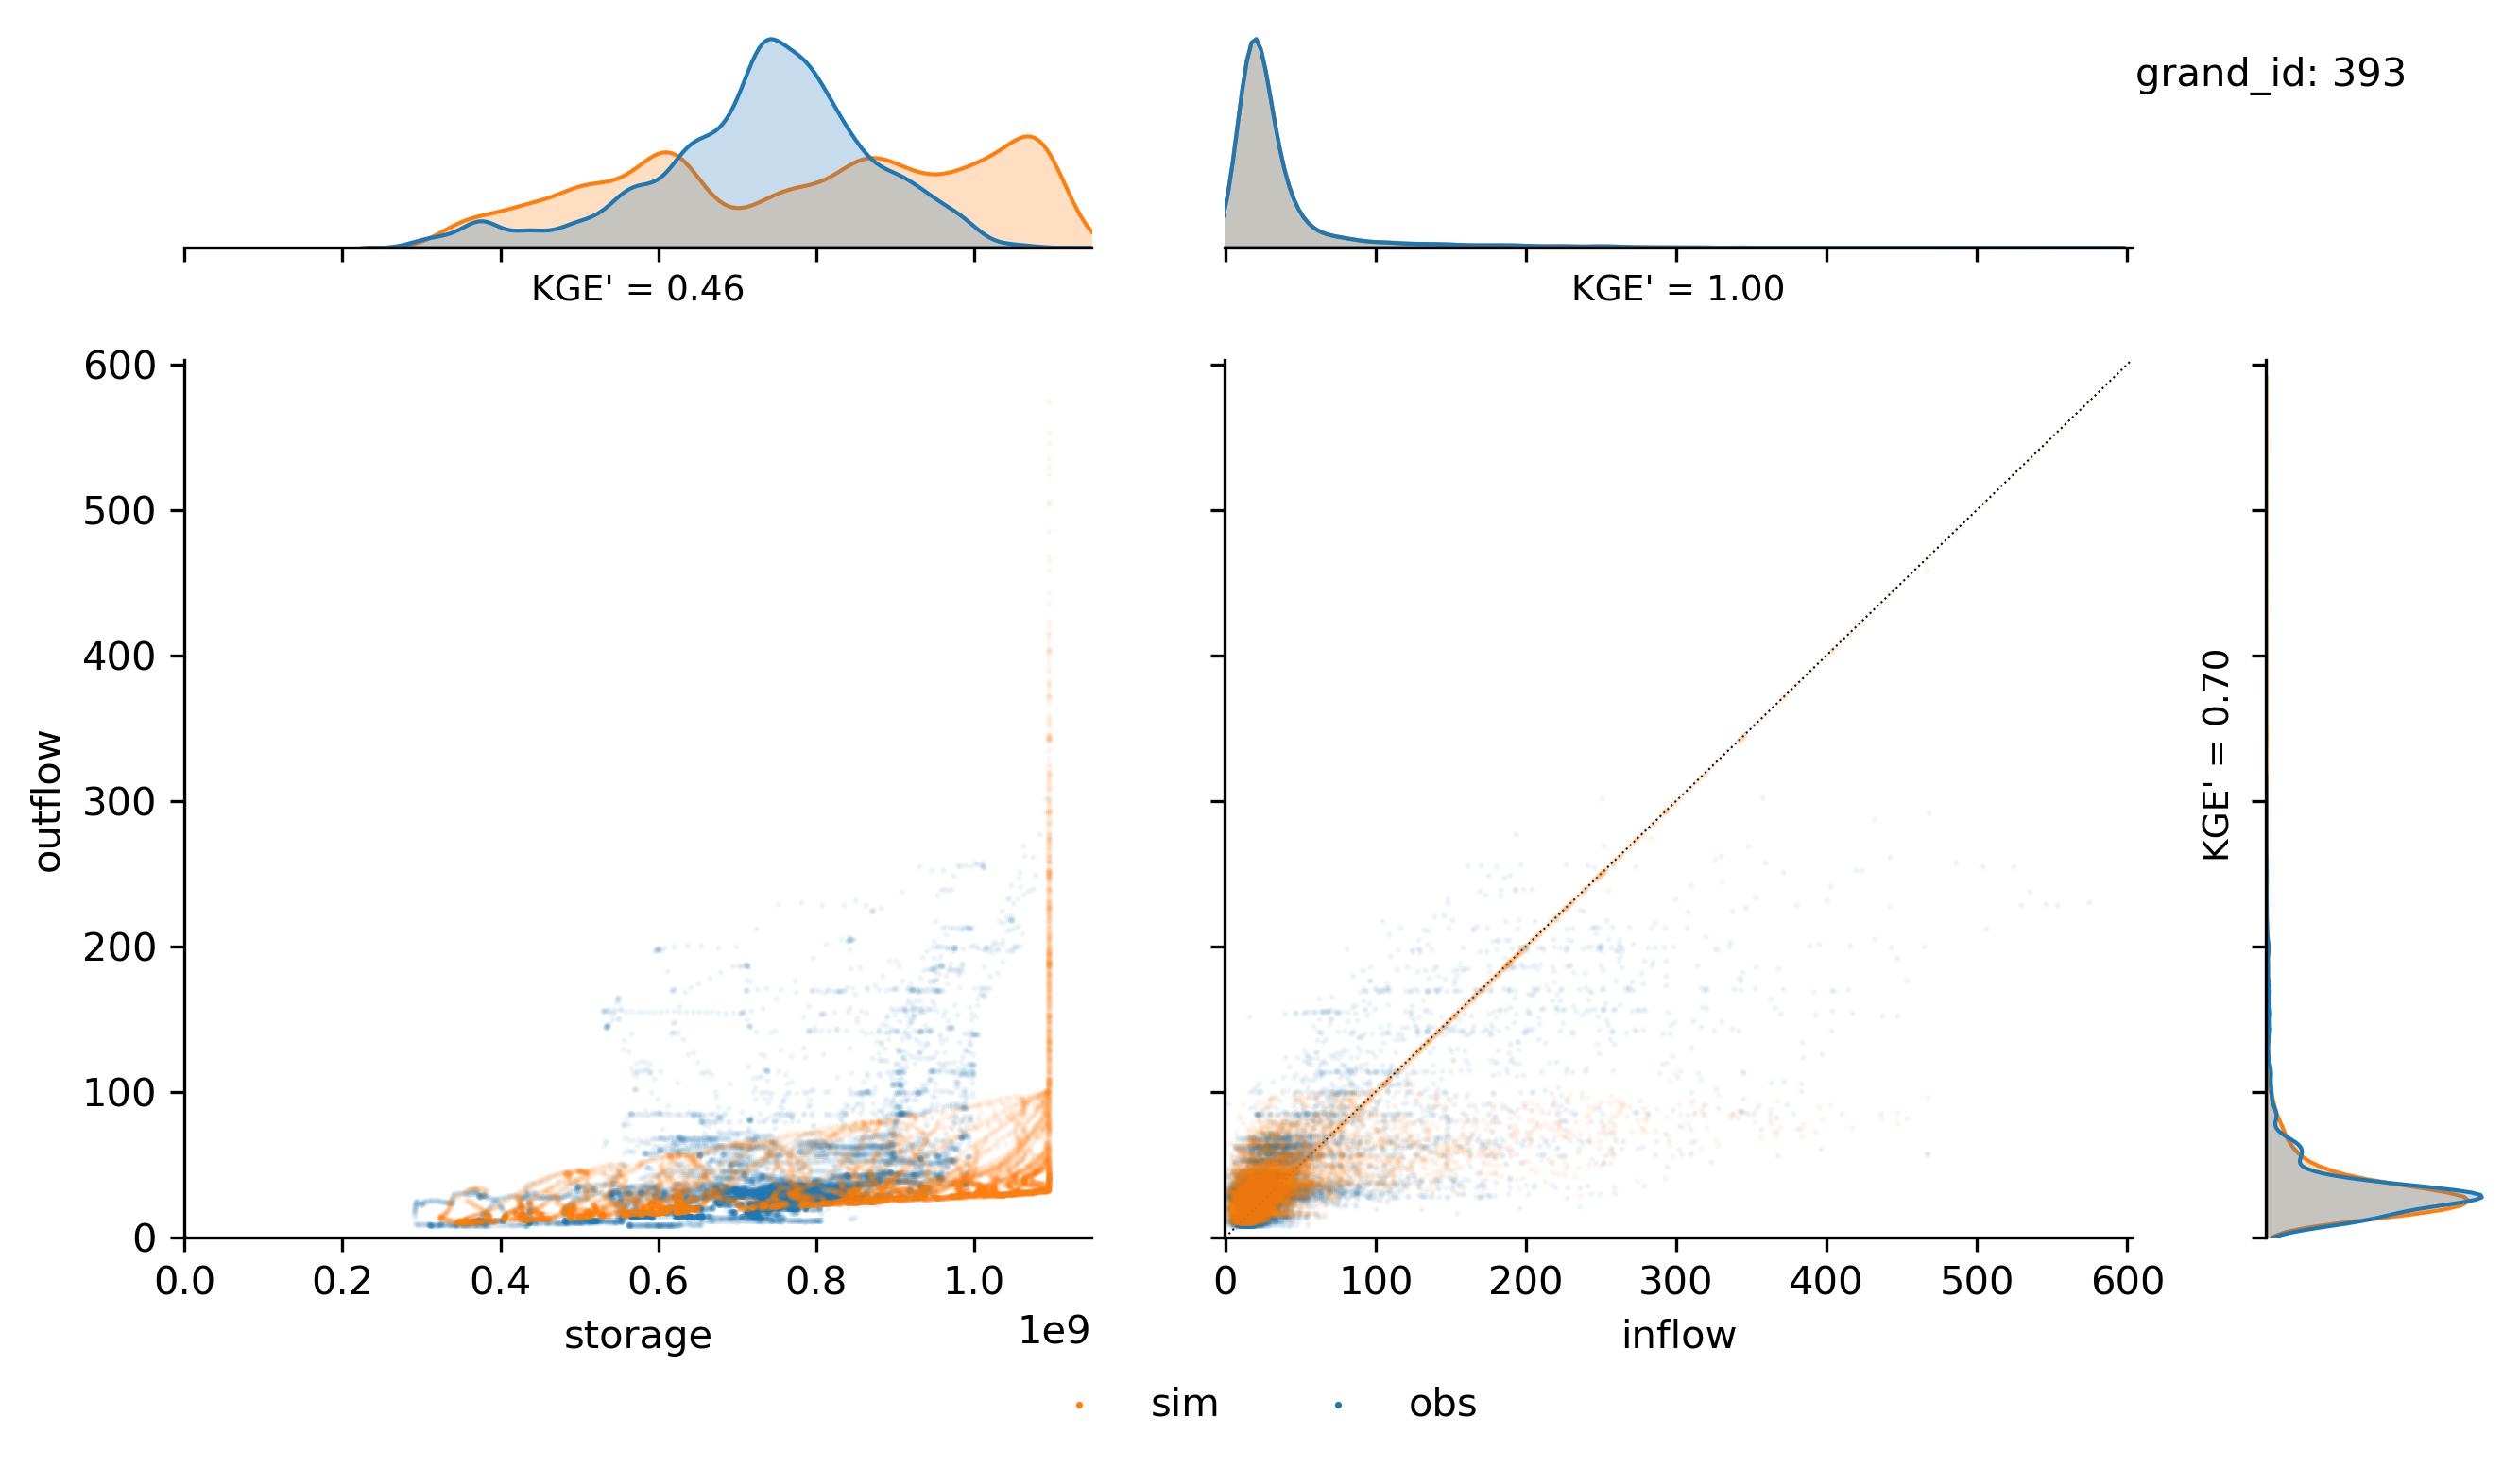 grand_id: 393
KGE' = 0.46
KGE' = 1.00
600
500
400
300
200
100
0
outflow
KGE' = 0.70
0.0 0.2 0.4 0.6 0.8 1.0
0 100 200 300 400 500 600
1e9
storage
inflow
sim obs